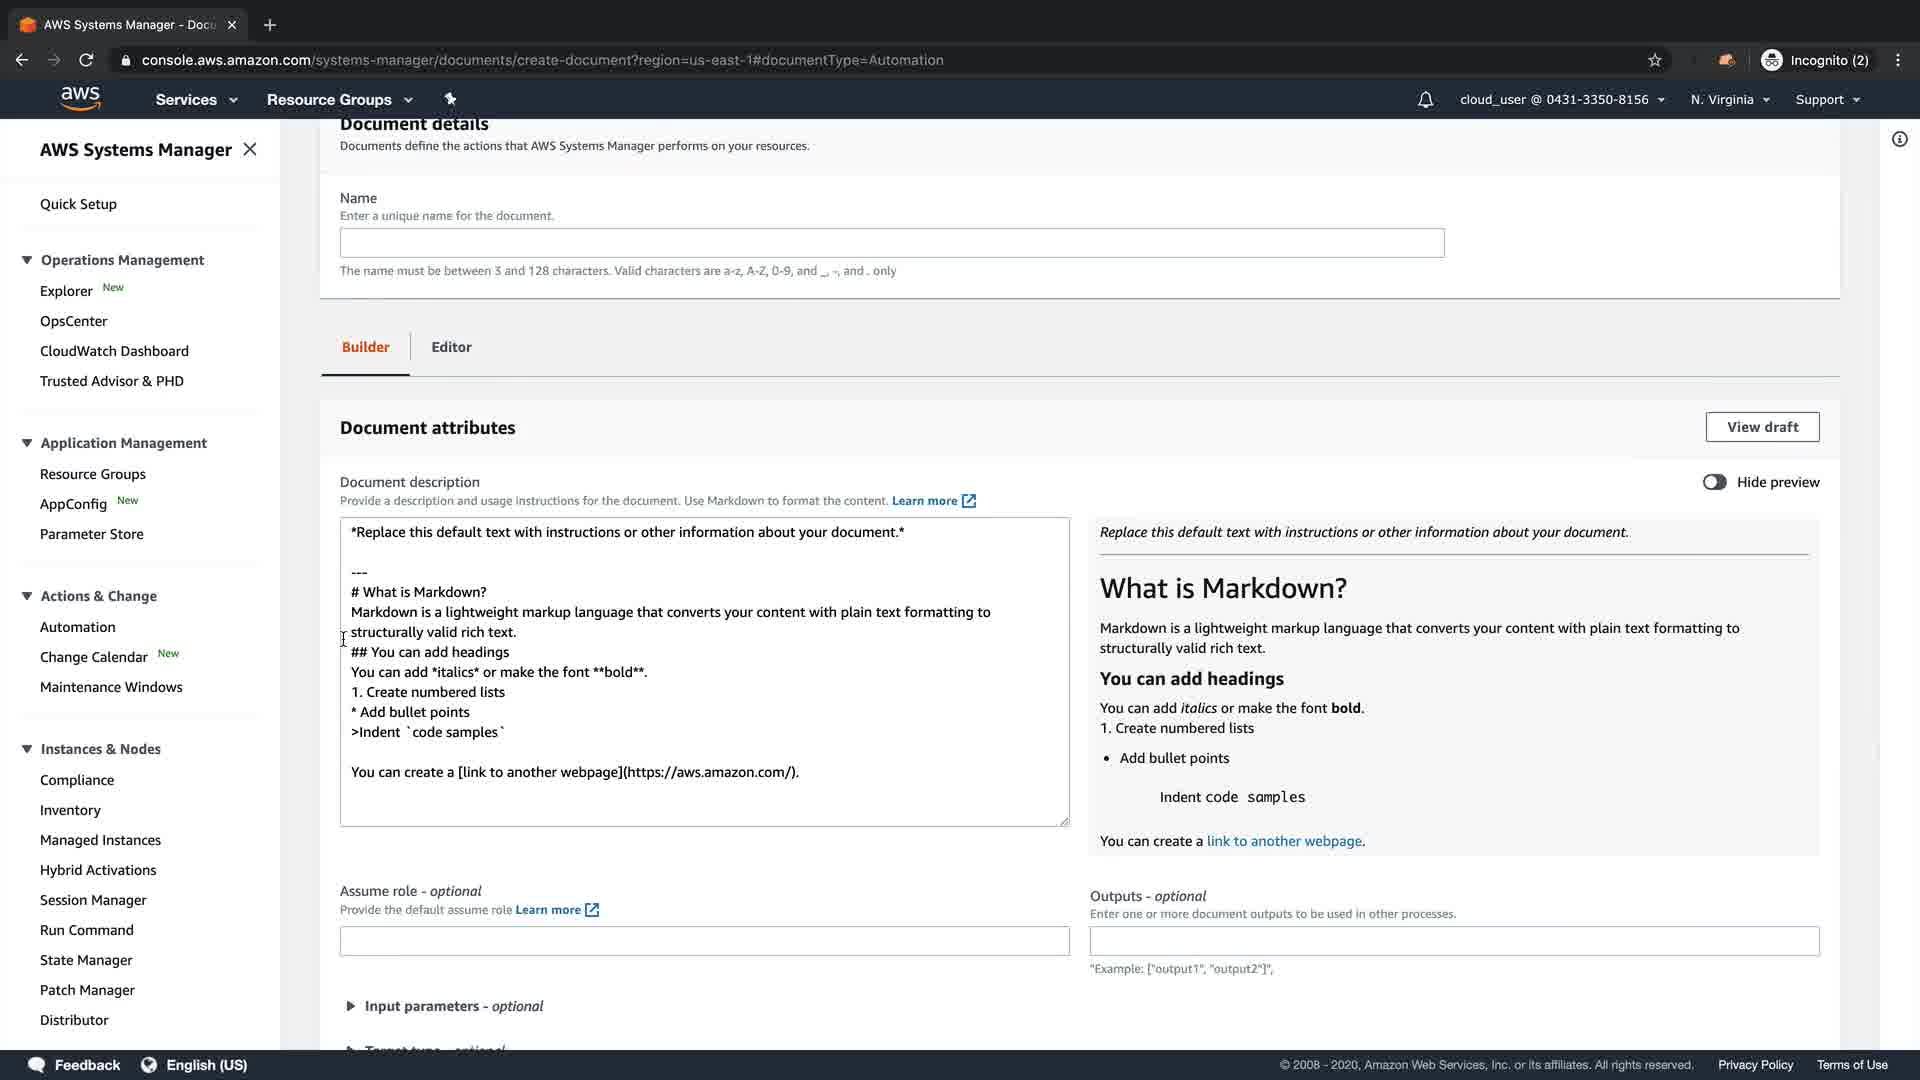 AWS Systems Manager - Docu
console.aws.amazon.com/systems-manager/documents/create-document?region=us-east-1#documentType=Automation
Incognito (2)
aws
Services
Resource Groups
cloud_user @ 0431-3350-8156
N. Virginia
Support
AWS Systems Manager
Quick Setup
Operations Management
Explorer New
OpsCenter
CloudWatch Dashboard
Trusted Advisor & PHD
Application Management
Resource Groups
AppConfig New
Parameter Store
Actions & Change
Automation
Change Calendar New
Maintenance Windows
Instances & Nodes
Compliance
Inventory
Managed Instances
Hybrid Activations
Session Manager
Run Command
State Manager
Patch Manager
Distributor
Document details
Documents define the actions that AWS Systems Manager performs on your resources.
Name
Enter a unique name for the document.
The name must be between 3 and 128 characters. Valid characters are a-z, A-Z, 0-9, and _, -, and . only
Builder
Editor
Document attributes
View draft
Document description
Provide a description and usage instructions for the document. Use Markdown to format the content. Learn more
Hide preview
*Replace this default text with instructions or other information about your document.*
---
# What is Markdown?
Markdown is a lightweight markup language that converts your content with plain text formatting to
structurally valid rich text.
## You can add headings
You can add *italics* or make the font **bold**.
1. Create numbered lists
* Add bullet points
>Indent `code samples`
You can create a [link to another webpage](https://aws.amazon.com/).
Replace this default text with instructions or other information about your document.
What is Markdown?
Markdown is a lightweight markup language that converts your content with plain text formatting to
structurally valid rich text.
You can add headings
You can add italics or make the font bold.
1. Create numbered lists
• Add bullet points
Indent code samples
You can create a link to another webpage.
Assume role - optional
Provide the default assume role Learn more
Outputs - optional
Enter one or more document outputs to be used in other processes.
"Example: ["output1", "output2"]",
Input parameters - optional
Target type - optional
Feedback
English (US)
© 2008 - 2020, Amazon Web Services, Inc. or its affiliates. All rights reserved.
Privacy Policy
Terms of Use